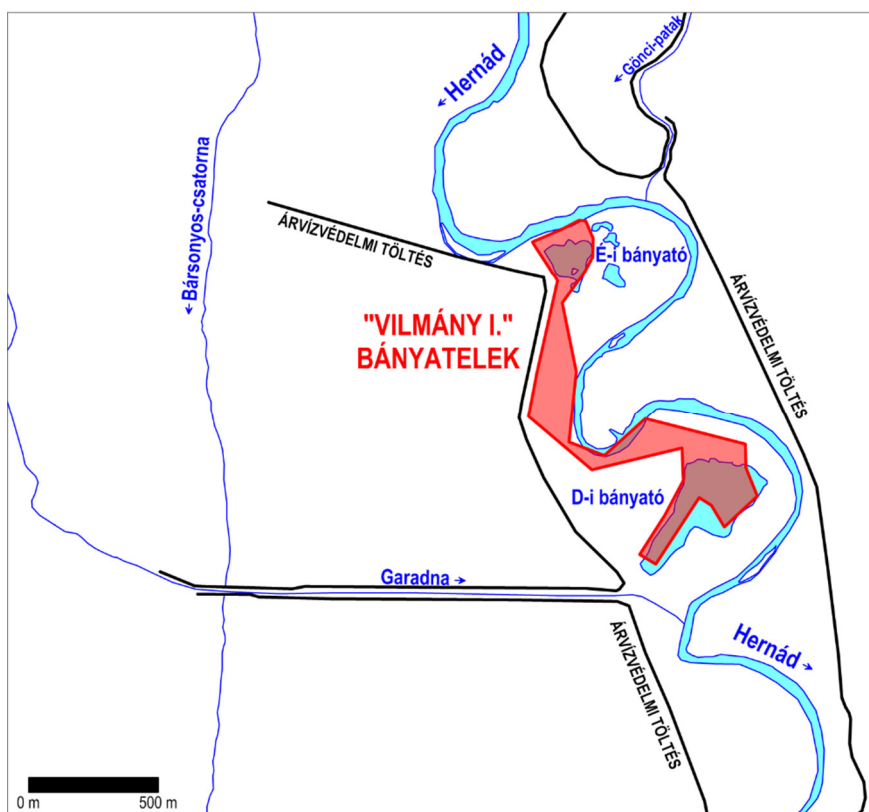 ← Hernád
← Gönci-patak
← Bársonyos-csatorna
ÁRVÍZVÉDELMI TÖLTÉS
É-i bányató
ÁRVÍZVÉDELMI TÖLTÉS
"VILMÁNY I."
BÁNYATELEK
D-i bányató
Garadna →
Hernád →
ÁRVÍZVÉDELMI TÖLTÉS
0 m
500 m